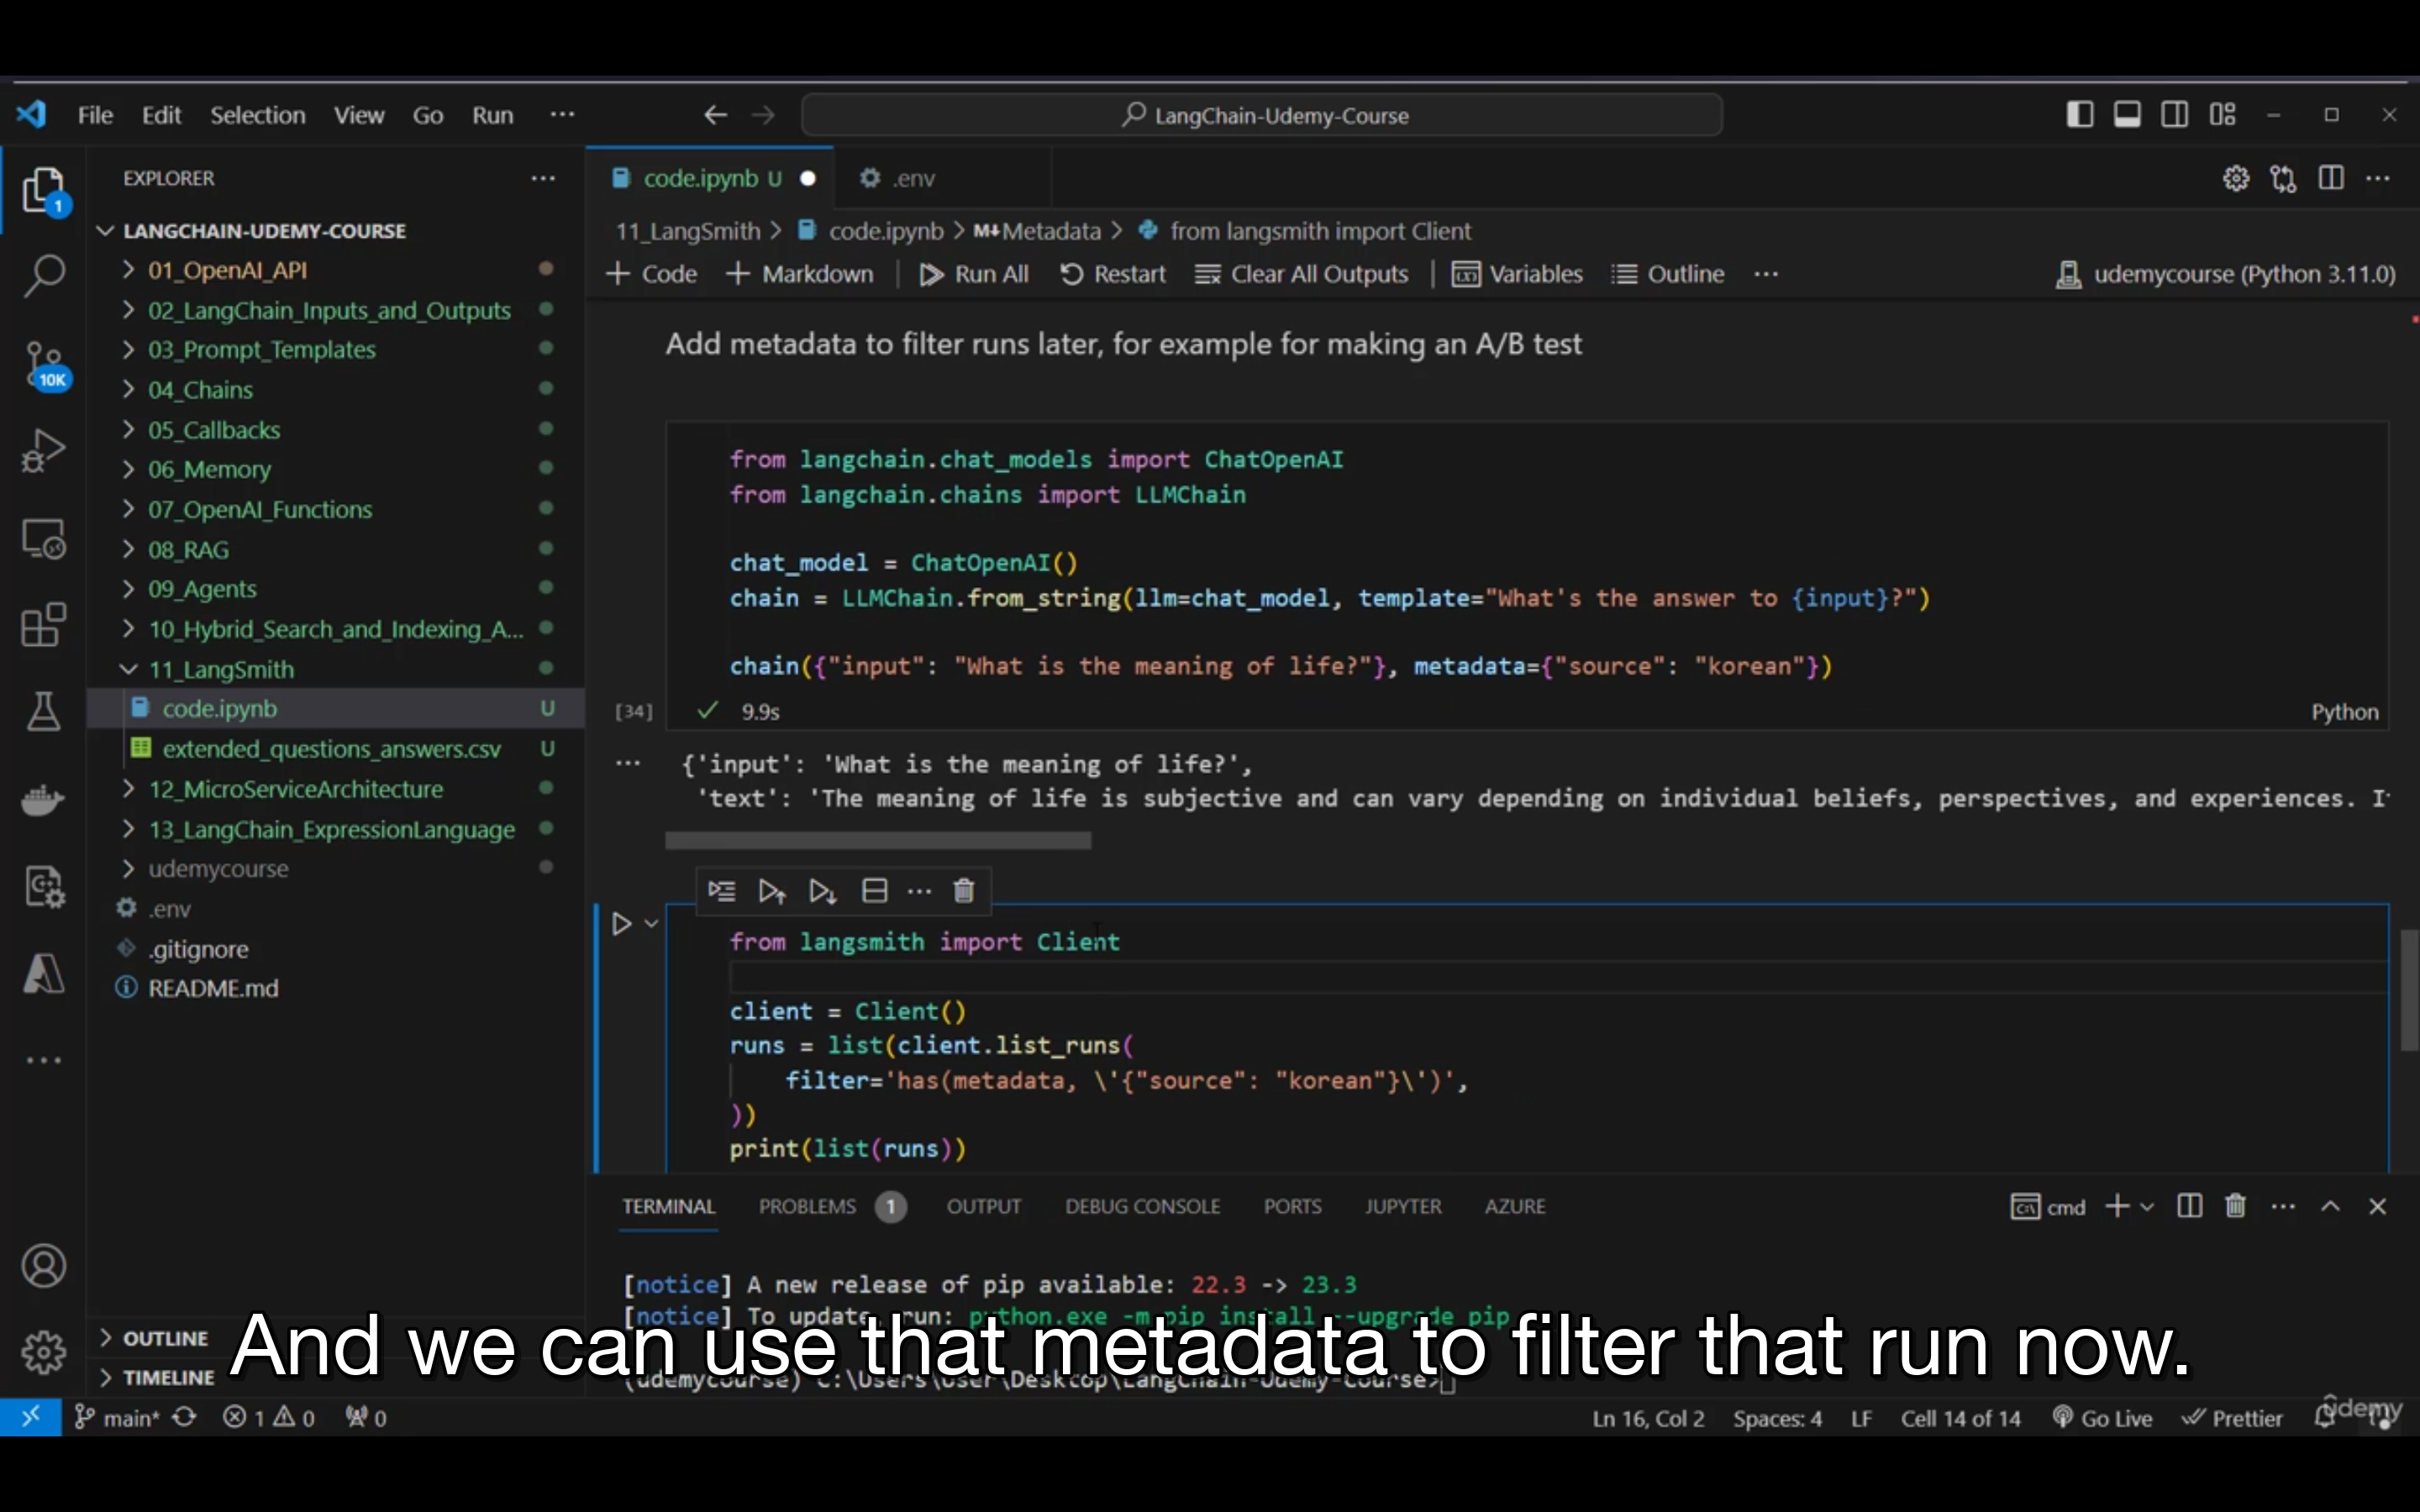 File Edit Selection View Go Run ··· LangChain-Udemy-Course
EXPLORER ···
LANGCHAIN-UDEMY-COURSE
01_OpenAI_API
02_LangChain_Inputs_and_Outputs
03_Prompt_Templates
04_Chains
05_Callbacks
06_Memory
07_OpenAI_Functions
08_RAG
09_Agents
10_Hybrid_Search_and_Indexing_A...
11_LangSmith
code.ipynb U
extended_questions_answers.csv U
12_MicroServiceArchitecture
13_LangChain_ExpressionLanguage
udemycourse
.env
.gitignore
README.md
OUTLINE
TIMELINE
1
10K
code.ipynb U .env
11_LangSmith > code.ipynb > M↓Metadata > from langsmith import Client
+ Code + Markdown | Run All Restart Clear All Outputs | Variables Outline ··· udemycourse (Python 3.11.0)
Add metadata to filter runs later, for example for making an A/B test
from langchain.chat_models import ChatOpenAI
from langchain.chains import LLMChain
chat_model = ChatOpenAI()
chain = LLMChain.from_string(llm=chat_model, template="What's the answer to {input}?")
chain({"input": "What is the meaning of life?"}, metadata={"source": "korean"})
[34] ✓ 9.9s Python
··· {'input': 'What is the meaning of life?',
'text': 'The meaning of life is subjective and can vary depending on individual beliefs, perspectives, and experiences. I
from langsmith import Client
client = Client()
runs = list(client.list_runs(
filter='has(metadata, \'{"source": "korean"}\')',
))
print(list(runs))
TERMINAL PROBLEMS 1 OUTPUT DEBUG CONSOLE PORTS JUPYTER AZURE cmd
[notice] A new release of pip available: 22.3 -> 23.3
[notice] To update, run: python.exe -m pip install --upgrade pip
(udemycourse) C:\Users\User\Desktop\LangChain-Udemy-Course>
And we can use that metadata to filter that run now.
main* 1 0 0 Ln 16, Col 2 Spaces: 4 LF Cell 14 of 14 Go Live Prettier
udemy